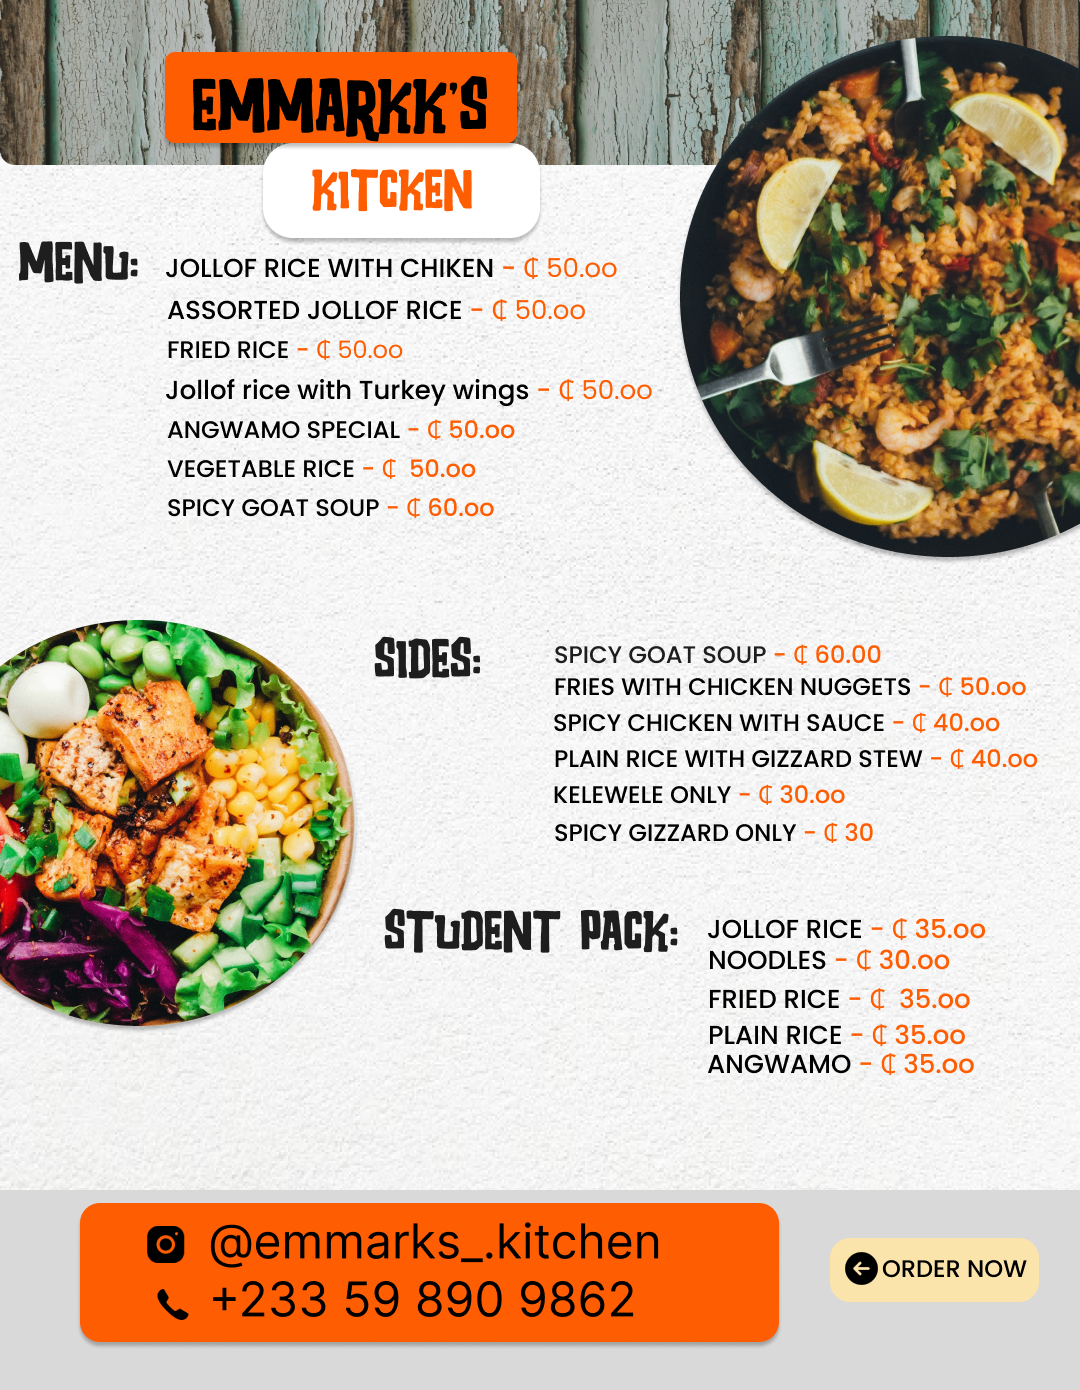 EMMARKK'S
KITCKEN
MENU:
JOLLOF RICE WITH CHIKEN - ₵ 50.oo
ASSORTED JOLLOF RICE - ₵ 50.oo
FRIED RICE - ₵ 50.oo
Jollof rice with Turkey wings - ₵ 50.oo
ANGWAMO SPECIAL - ₵ 50.oo
VEGETABLE RICE - ₵ 50.oo
SPICY GOAT SOUP - ₵ 60.oo
SIDES:
SPICY GOAT SOUP - ₵ 60.00
FRIES WITH CHICKEN NUGGETS - ₵ 50.oo
SPICY CHICKEN WITH SAUCE - ₵ 40.oo
PLAIN RICE WITH GIZZARD STEW - ₵ 40.oo
KELEWELE ONLY - ₵ 30.oo
SPICY GIZZARD ONLY - ₵ 30
STUDENT PACK:
JOLLOF RICE - ₵ 35.oo
NOODLES - ₵ 30.oo
FRIED RICE - ₵ 35.oo
PLAIN RICE - ₵ 35.oo
ANGWAMO - ₵ 35.oo
@emmarks_.kitchen
+233 59 890 9862
ORDER NOW